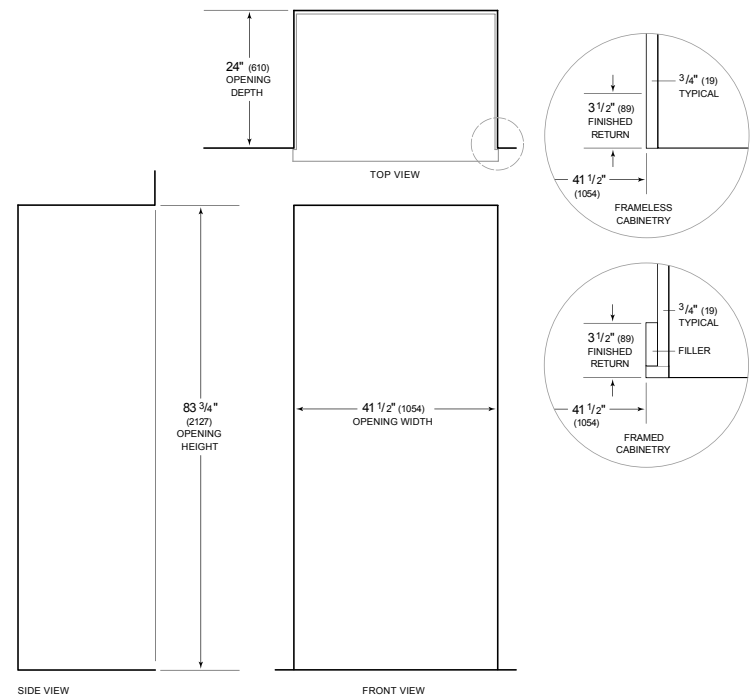 24" (610)
OPENING
DEPTH
TOP VIEW
3/4" (19)
TYPICAL
3 1/2" (89)
FINISHED
RETURN
41 1/2"
(1054)
FRAMELESS
CABINETRY
3/4" (19)
TYPICAL
3 1/2" (89)
FINISHED
RETURN
FILLER
41 1/2"
(1054)
FRAMED
CABINETRY
83 3/4"
(2127)
OPENING
HEIGHT
41 1/2" (1054)
OPENING WIDTH
SIDE VIEW
FRONT VIEW